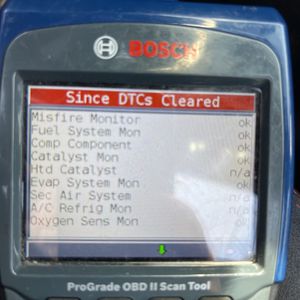 BOSCH
Since DTCs Cleared
Misfire Monitor ok
Fuel System Mon ok
Comp Component ok
Catalyst Mon ok
Htd Catalyst n/a
Evap System Mon ok
Sec Air System n/a
A/C Refrig Mon n/a
Oxygen Sens Mon ok
ProGrade OBD II Scan Tool